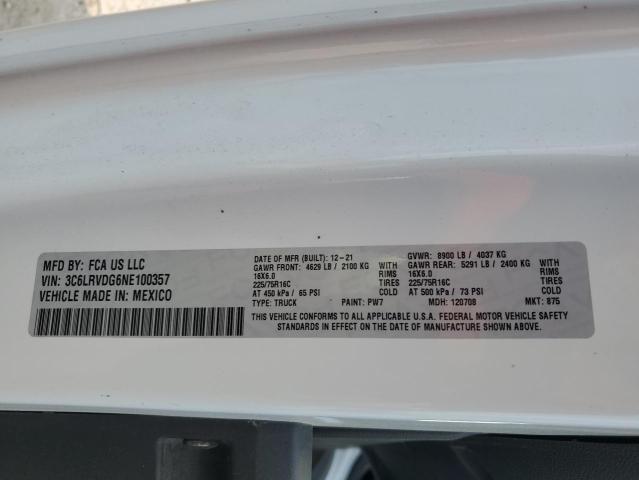 MFD BY: FCA US LLC
VIN: 3C6LRVDG6NE100357
VEHICLE MADE IN: MEXICO
DATE OF MFR (BUILT): 12-21 GVWR: 8900 LB / 4037 KG
GAWR FRONT: 4629 LB / 2100 KG WITH GAWR REAR: 5291 LB / 2400 KG WITH
16X6.0 RIMS 16X6.0 RIMS
225/75R16C TIRES 225/75R16C TIRES
AT 450 kPa / 65 PSI COLD AT 500 kPa / 73 PSI COLD
TYPE: TRUCK PAINT: PW7 MDH: 120708 MKT: 875
THIS VEHICLE CONFORMS TO ALL APPLICABLE U.S.A. FEDERAL MOTOR VEHICLE SAFETY
STANDARDS IN EFFECT ON THE DATE OF MANUFACTURE SHOWN ABOVE.